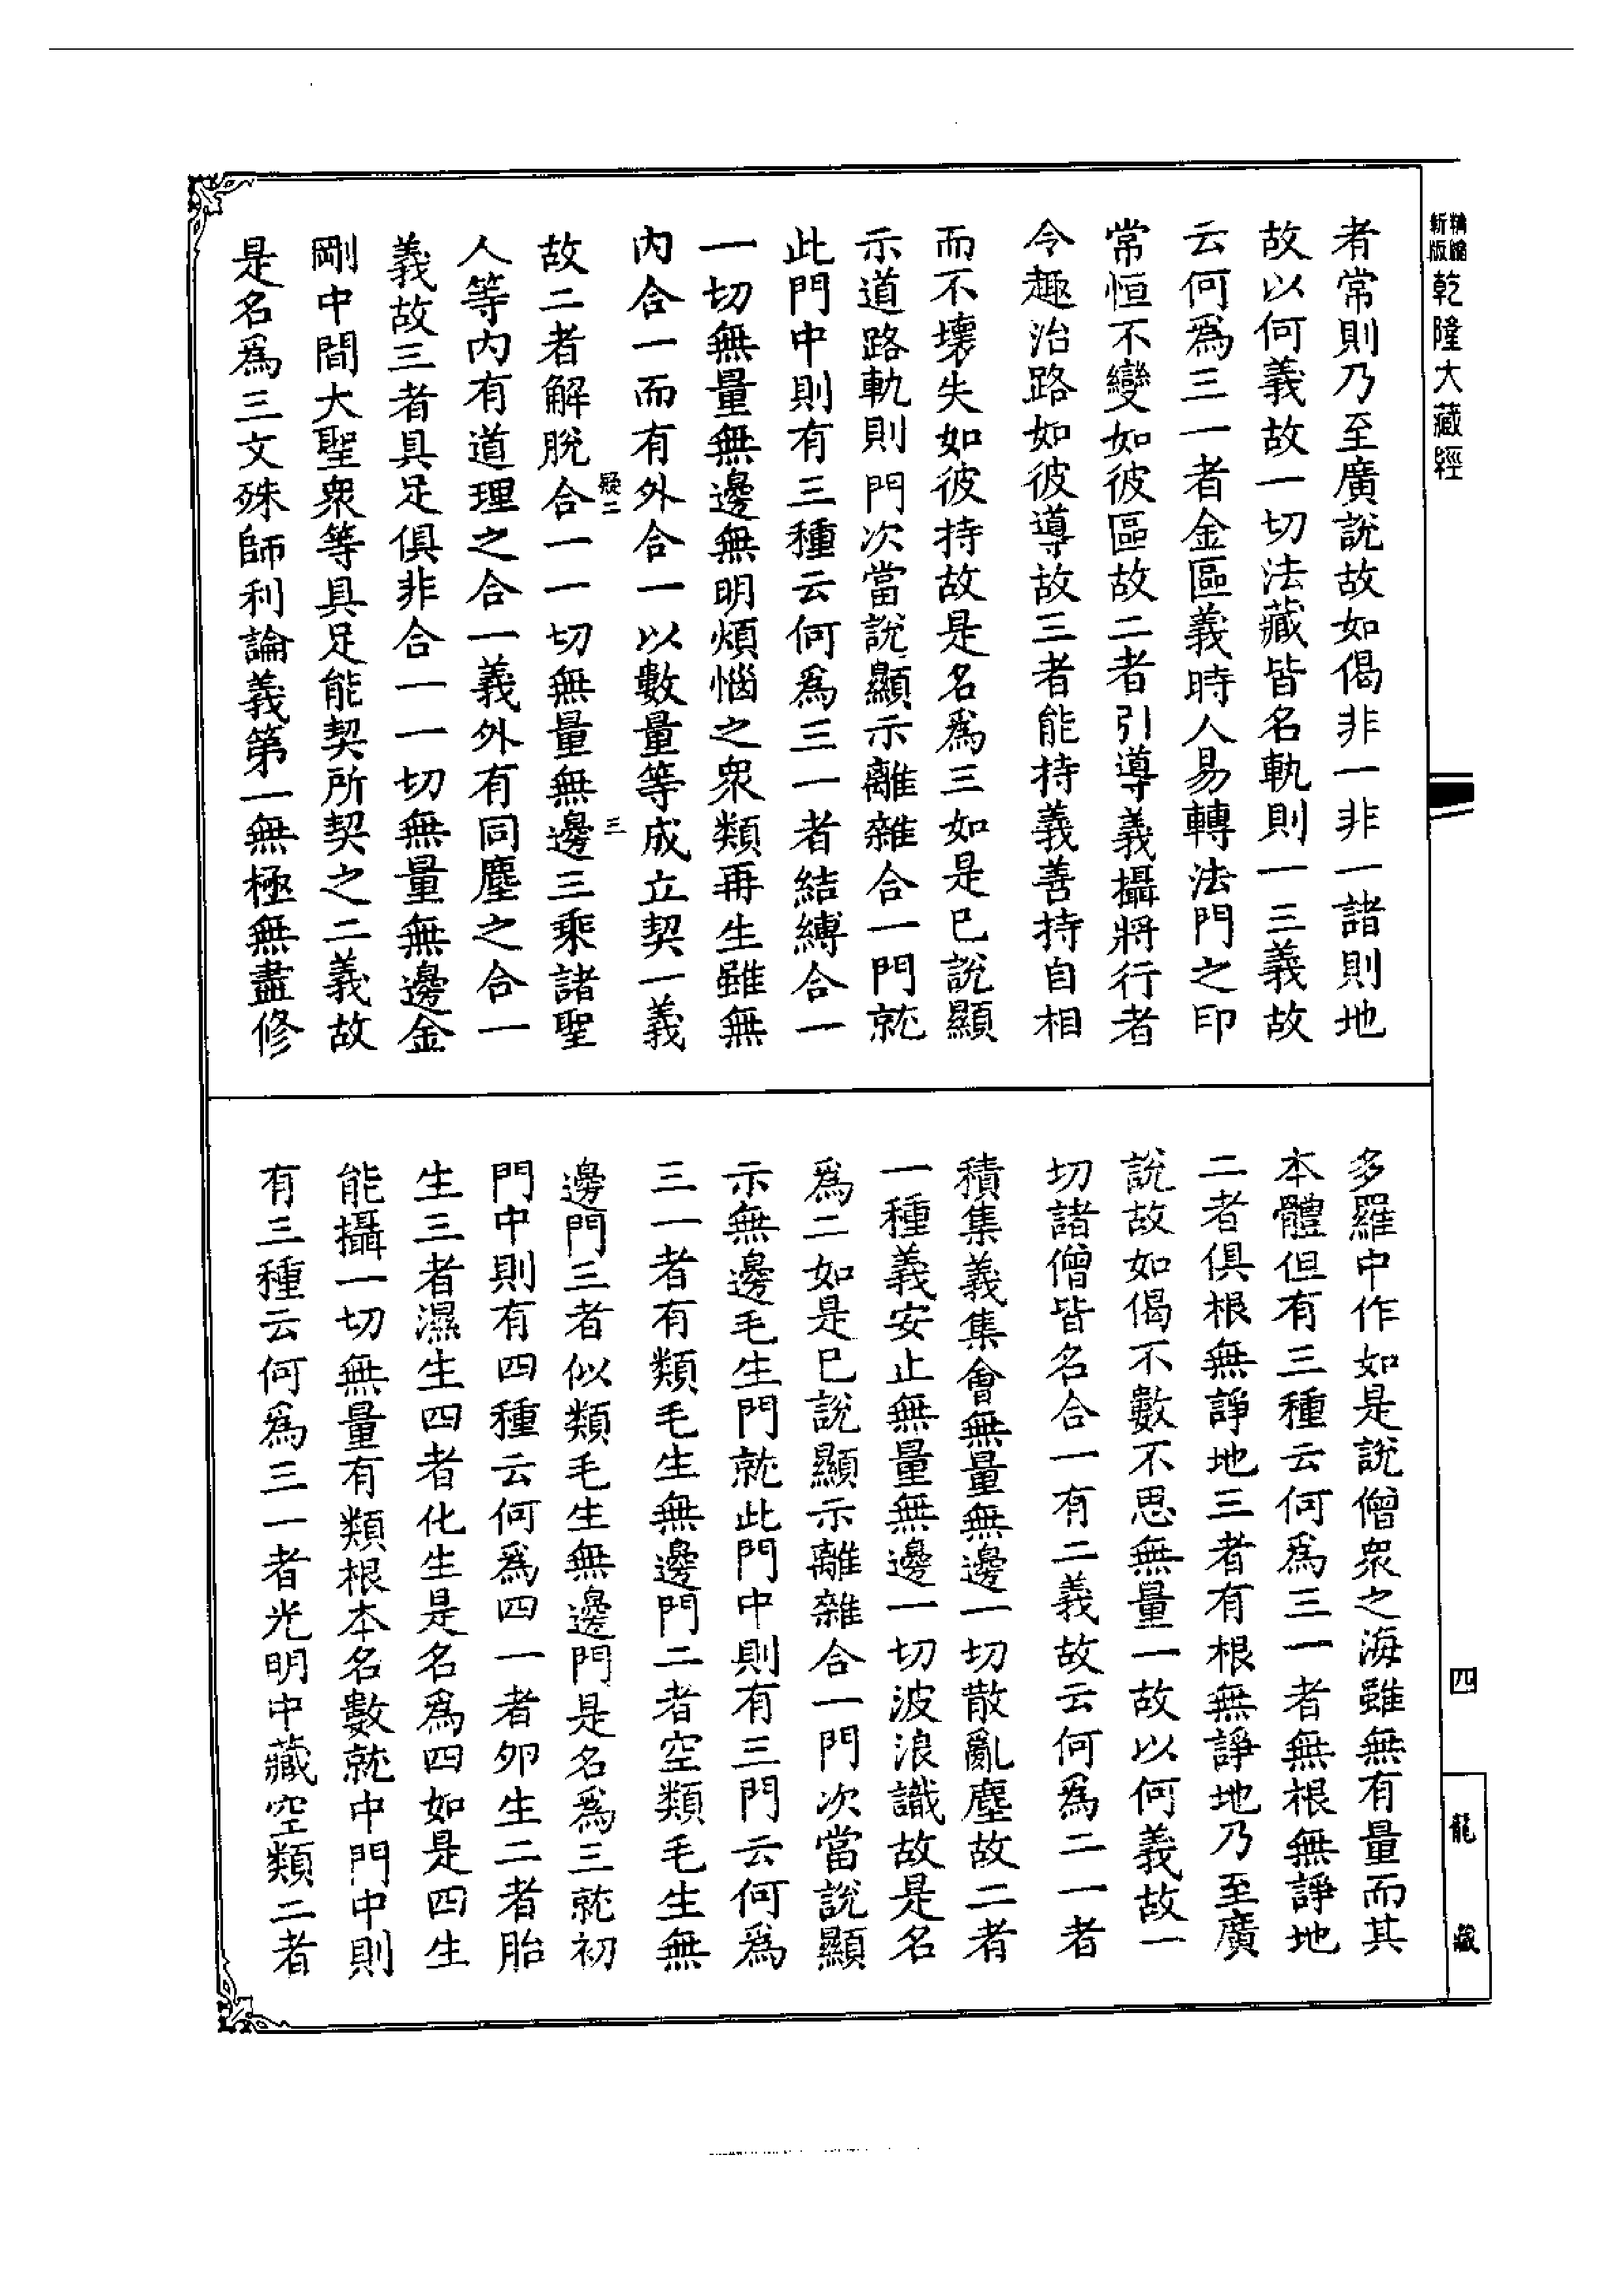 精編新版乾隆大藏經
者常則乃至廣說故如偈非一非一諸則地
故以何義故一切法藏皆名軌則一三義故
云何為三一者金區義時人易轉法門之印
常恒不變如彼區故二者引導義攝將行者
令趣治路如彼導故三者能持義善持自相
而不壞失如彼持故是名為三如是已說顯
示道路軌則門次當說顯示離雜合一門就
此門中則有三種云何為三一者結縛合一
一切無量無邊無明煩惱之眾類再生雖無
內合一而有外合一以數量等成立契一義
故二者解脫合一一切無量無邊三乘諸聖
疑二 三
人等內有道理之合一義外有同塵之合一
義故三者具足俱非合一一切無量無邊金
剛中間大聖衆等具足能契所契之二義故
是名為三文殊師利論義第一無極無盡修
多羅中作如是說僧衆之海雖無有量而其
本體但有三種云何為三一者無根無諍地
二者俱根無諍地三者有根無諍地乃至廣
說故如偈不數不思無量一故以何義故一
切諸僧皆名合一有二義故云何為二一者
積集義集會無量無邊一切散亂塵故二者
一種義安止無量無邊一切波浪識故是名
為二如是已說顯示離雜合一門次當說顯
示無邊毛生門就此門中則有三門云何為
三一者有類毛生無邊門二者空類毛生無
邊門三者似類毛生無邊門是名為三就初
門中則有四種云何為四一者卵生二者胎
生三者濕生四者化生是名為四如是四生
能攝一切無量有類根本名數就中門中則
有三種云何為三一者光明中藏空類二者
四
龍藏